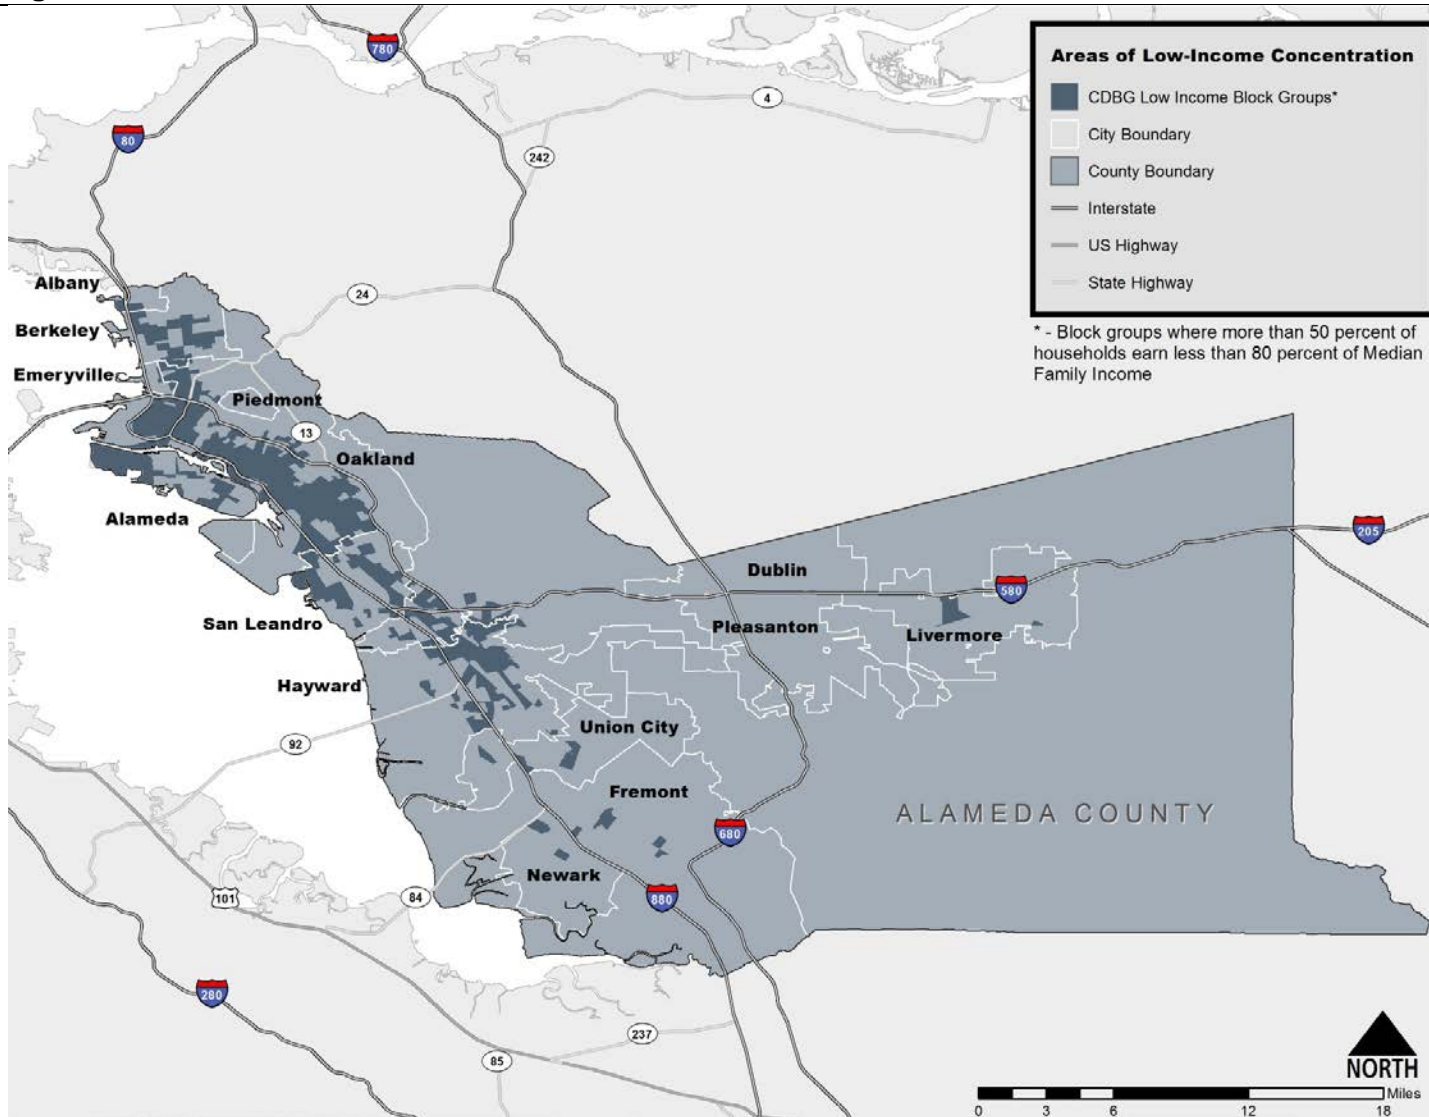 780
80
4
242
Areas of Low-Income Concentration
CDBG Low Income Block Groups*
City Boundary
County Boundary
Interstate
US Highway
State Highway
* - Block groups where more than 50 percent of
households earn less than 80 percent of Median
Family Income
Albany
24
Berkeley
Emeryville
Piedmont
13
Oakland
Alameda
205
Dublin
580
San Leandro
Pleasanton
Livermore
Hayward
Union City
92
Fremont
ALAMEDA COUNTY
680
Newark
880
84
101
280
237
85
NORTH
Miles
0 3 6 12 18